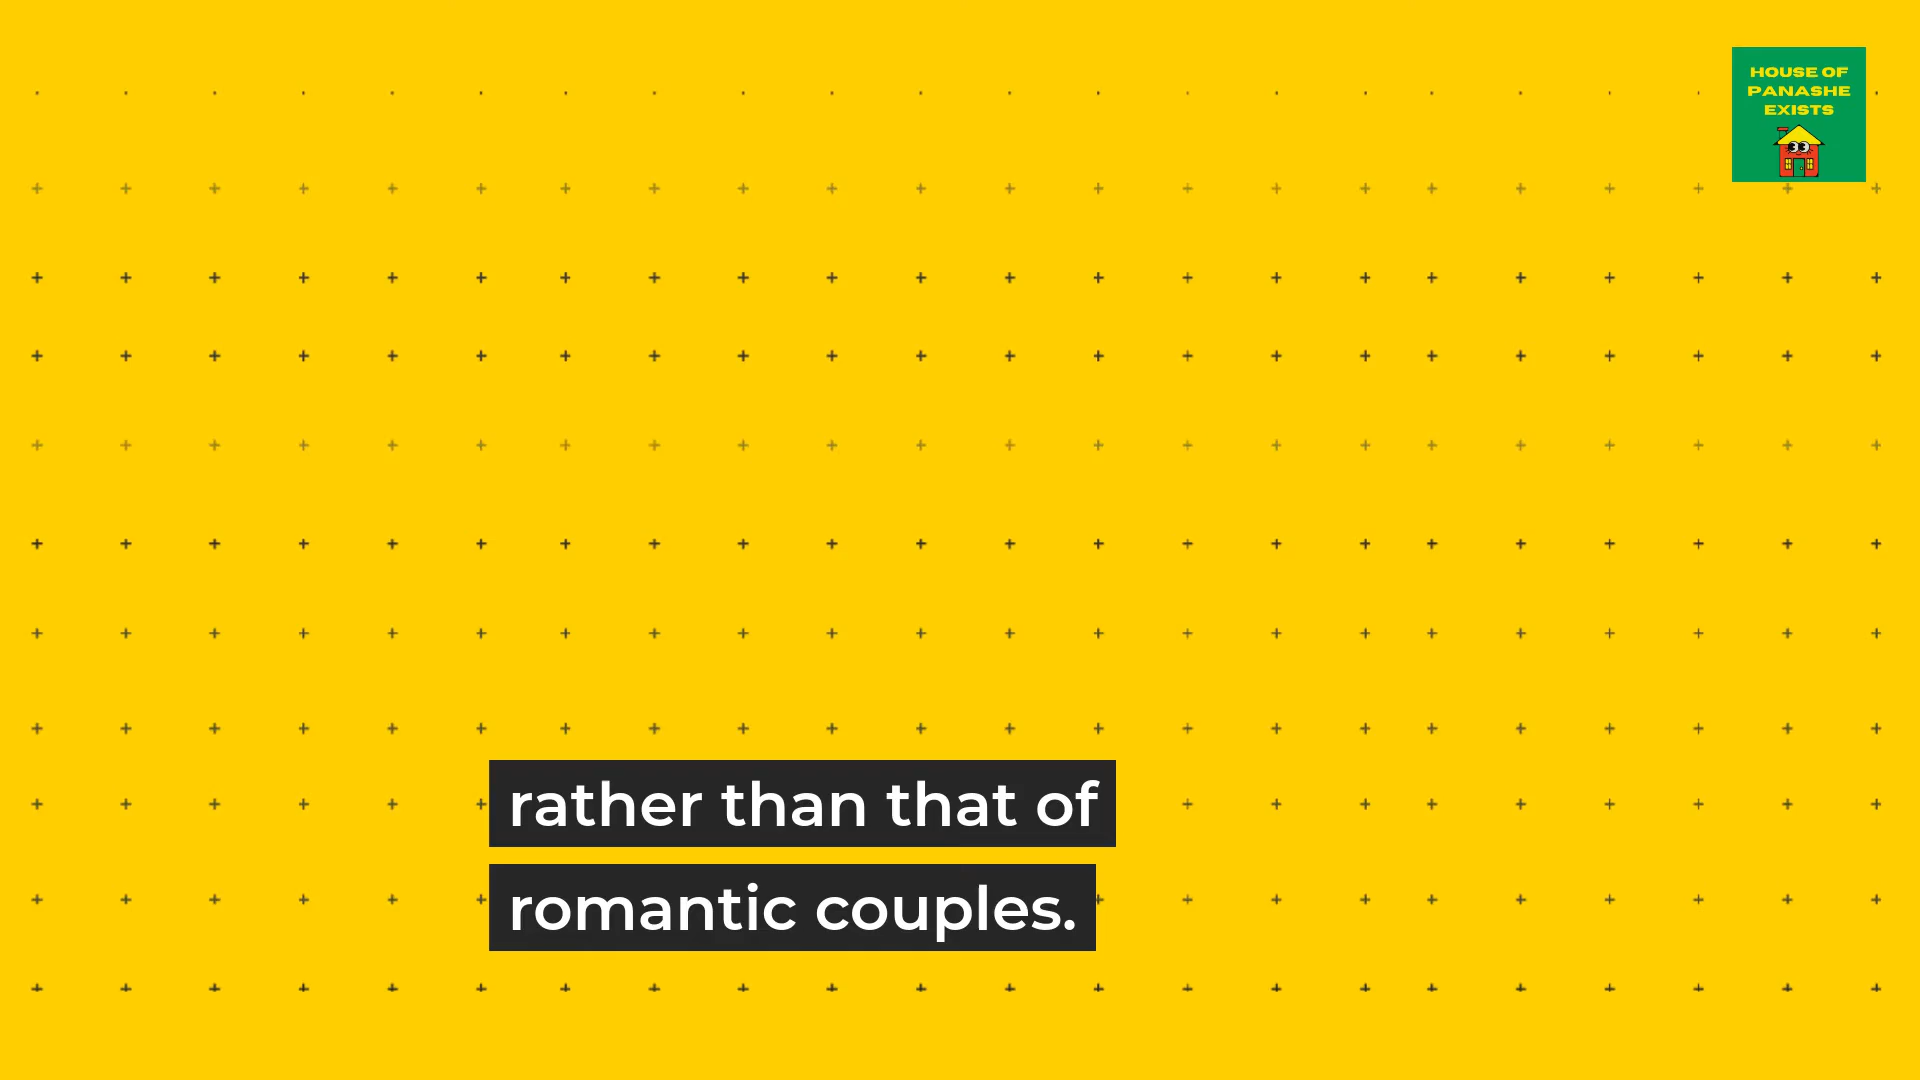 HOUSE OF
PANASHE
EXISTS
rather than that of
romantic couples.